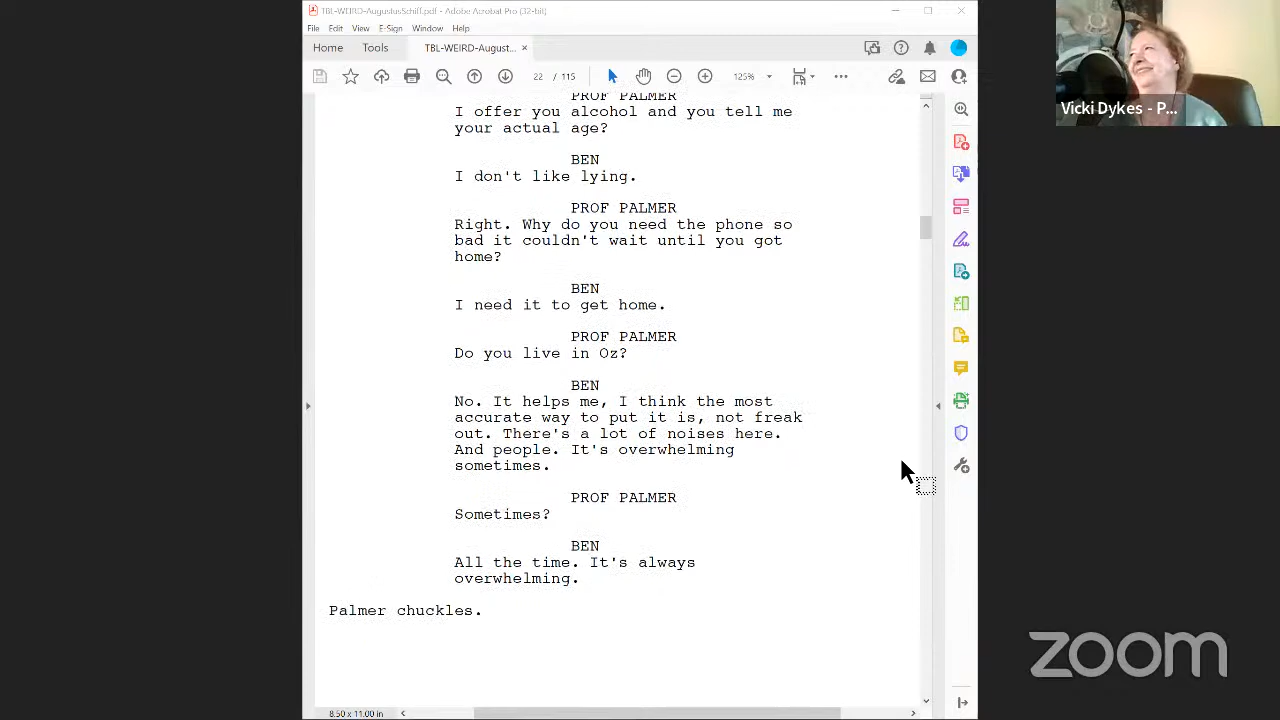 TBL-WEIRD-AugustusSchiff.pdf - Adobe Acrobat Pro (32-bit)
File Edit View E-Sign Window Help
Home Tools TBL-WEIRD-August... ×
22 / 115 125%
PROF PALMER
I offer you alcohol and you tell me
your actual age?
BEN
I don't like lying.
PROF PALMER
Right. Why do you need the phone so
bad it couldn't wait until you got
home?
BEN
I need it to get home.
PROF PALMER
Do you live in Oz?
BEN
No. It helps me, I think the most
accurate way to put it is, not freak
out. There's a lot of noises here.
And people. It's overwhelming
sometimes.
PROF PALMER
Sometimes?
BEN
All the time. It's always
overwhelming.
Palmer chuckles.
8.50 x 11.00 in
Vicki Dykes - P...
zoom